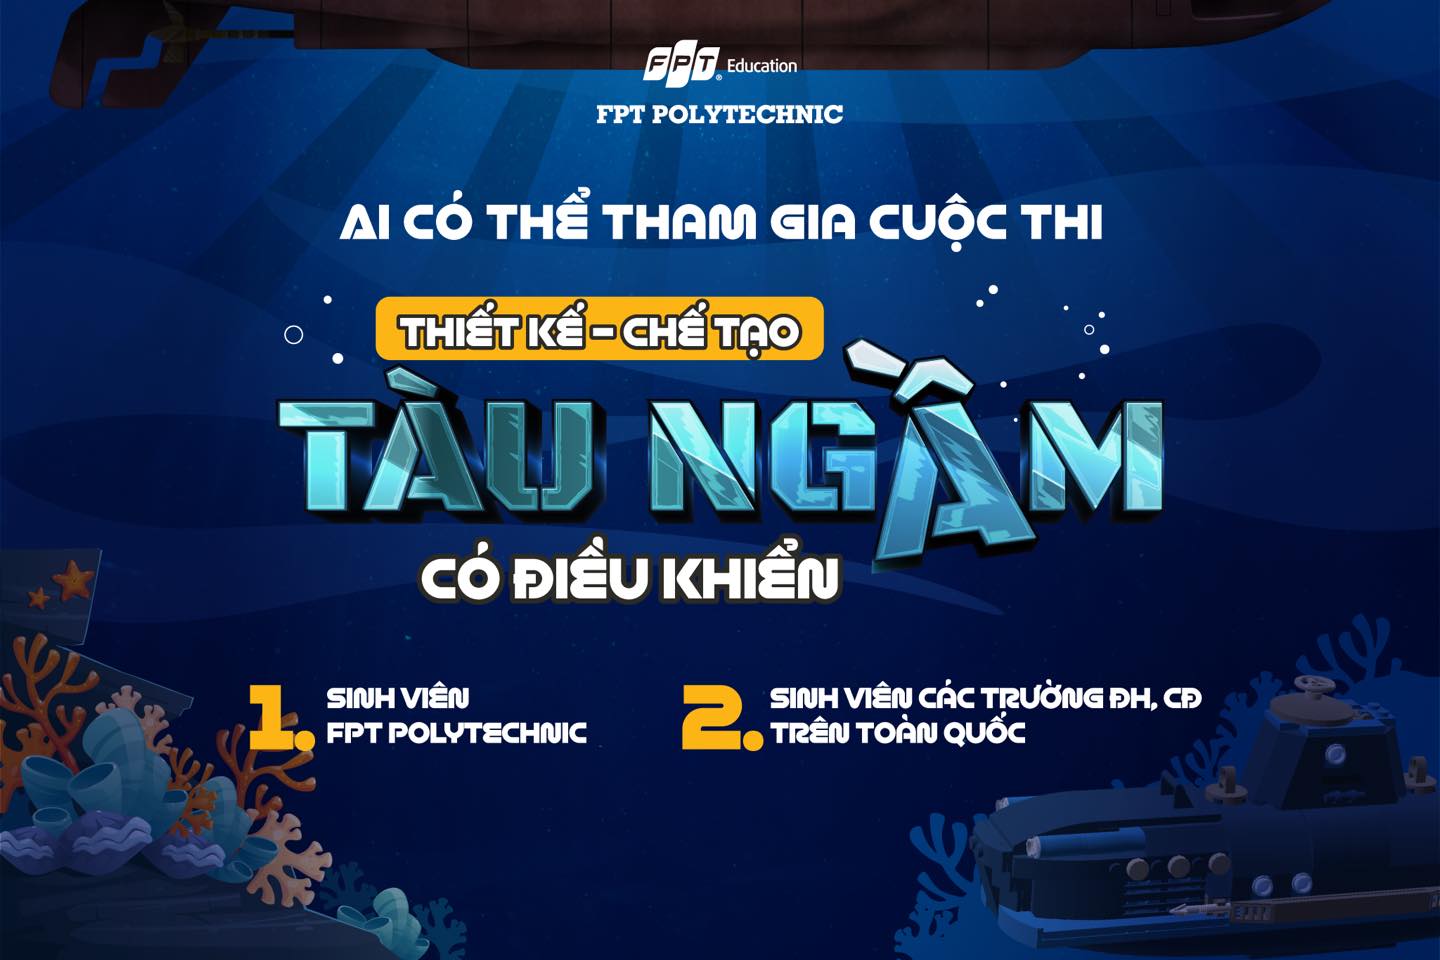 FPT Education
FPT POLYTECHNIC
AI CÓ THỂ THAM GIA CUỘC THI
THIẾT KẾ – CHẾ TẠO
TÀU NGẦM
CÓ ĐIỀU KHIỂN
1. SINH VIÊN
FPT POLYTECHNIC
2. SINH VIÊN CÁC TRƯỜNG ĐH, CĐ
TRÊN TOÀN QUỐC